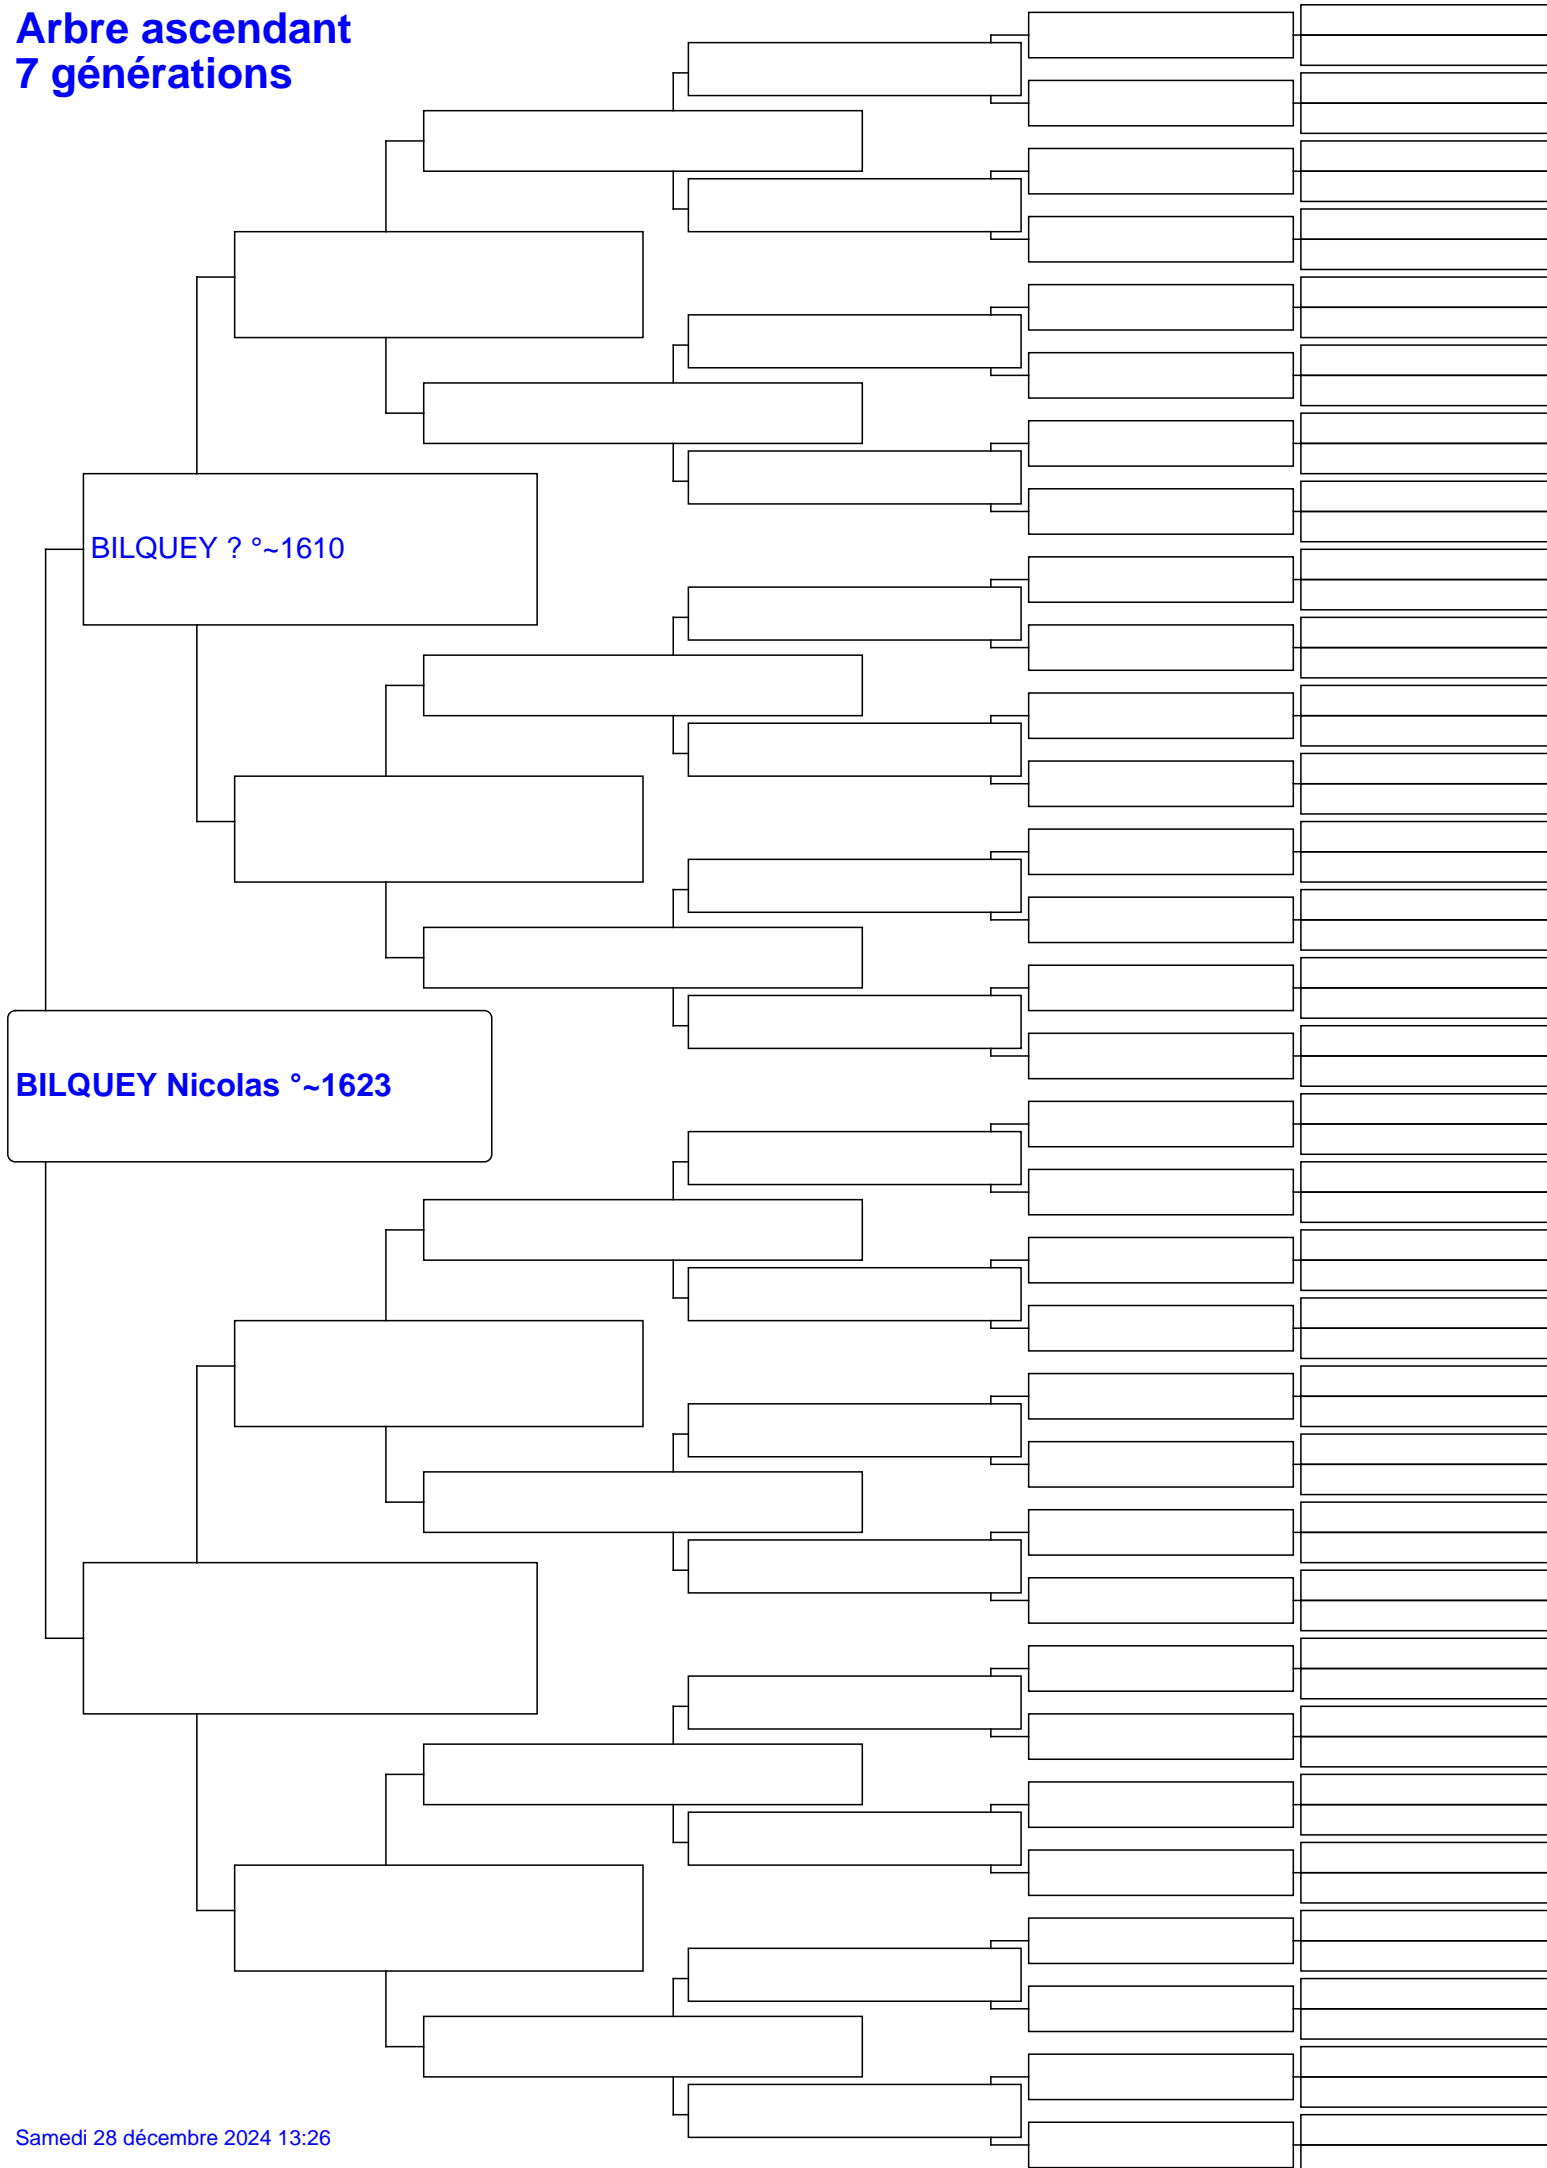 Arbre ascendant
7 générations
BILQUEY ? °~1610
BILQUEY Nicolas °~1623
Samedi 28 décembre 2024 13:26